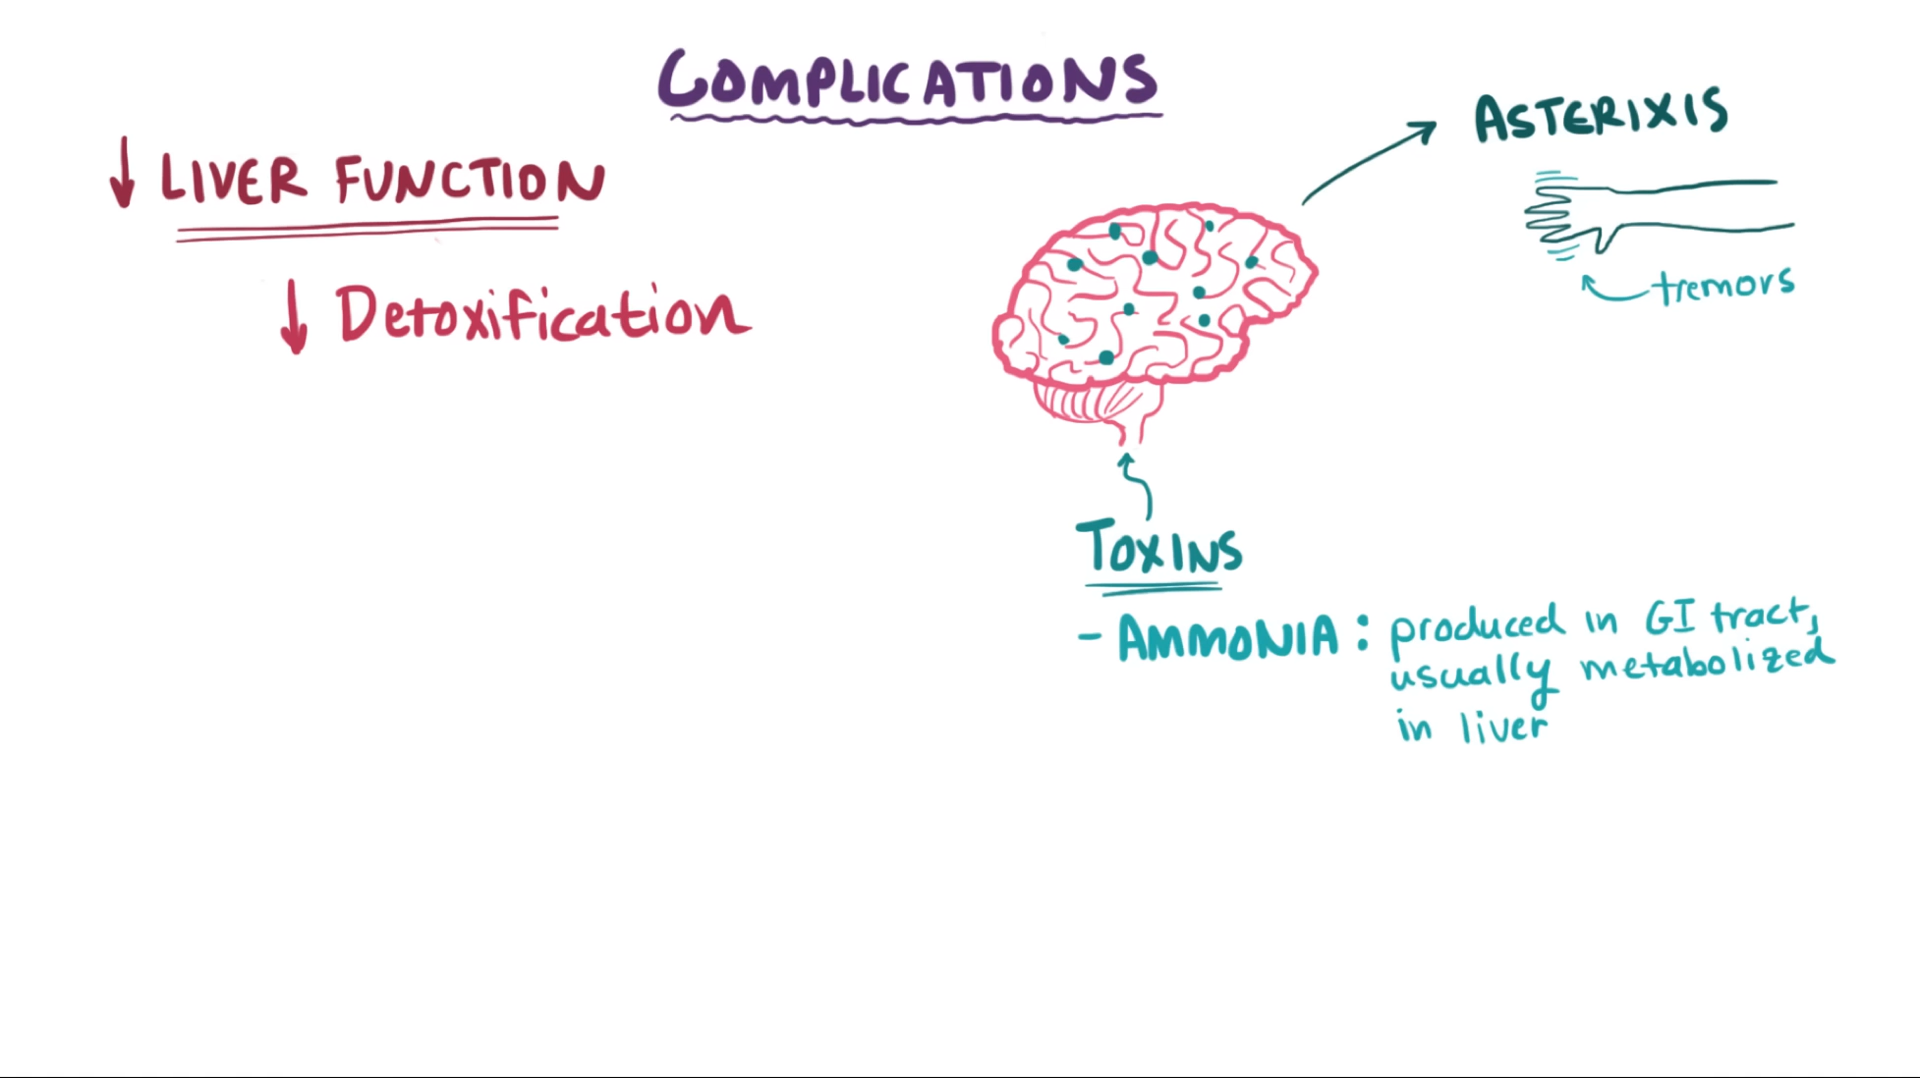 COMPLICATIONS
↓ LIVER FUNCTION
↓ Detoxification
ASTERIXIS
tremors
TOXINS
- AMMONIA: produced in GI tract,
usually metabolized
in liver